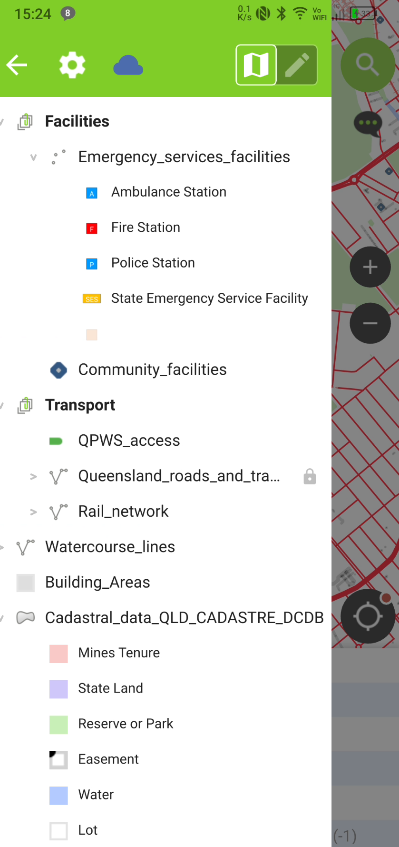 15:24 8 0.1 K/s Vo WIFI
Facilities
Emergency_services_facilities
A Ambulance Station
F Fire Station
P Police Station
SES State Emergency Service Facility
Community_facilities
Transport
QPWS_access
Queensland_roads_and_tra...
Rail_network
Watercourse_lines
Building_Areas
Cadastral_data_QLD_CADASTRE_DCDB
Mines Tenure
State Land
Reserve or Park
Easement
Water
Lot
(-1)